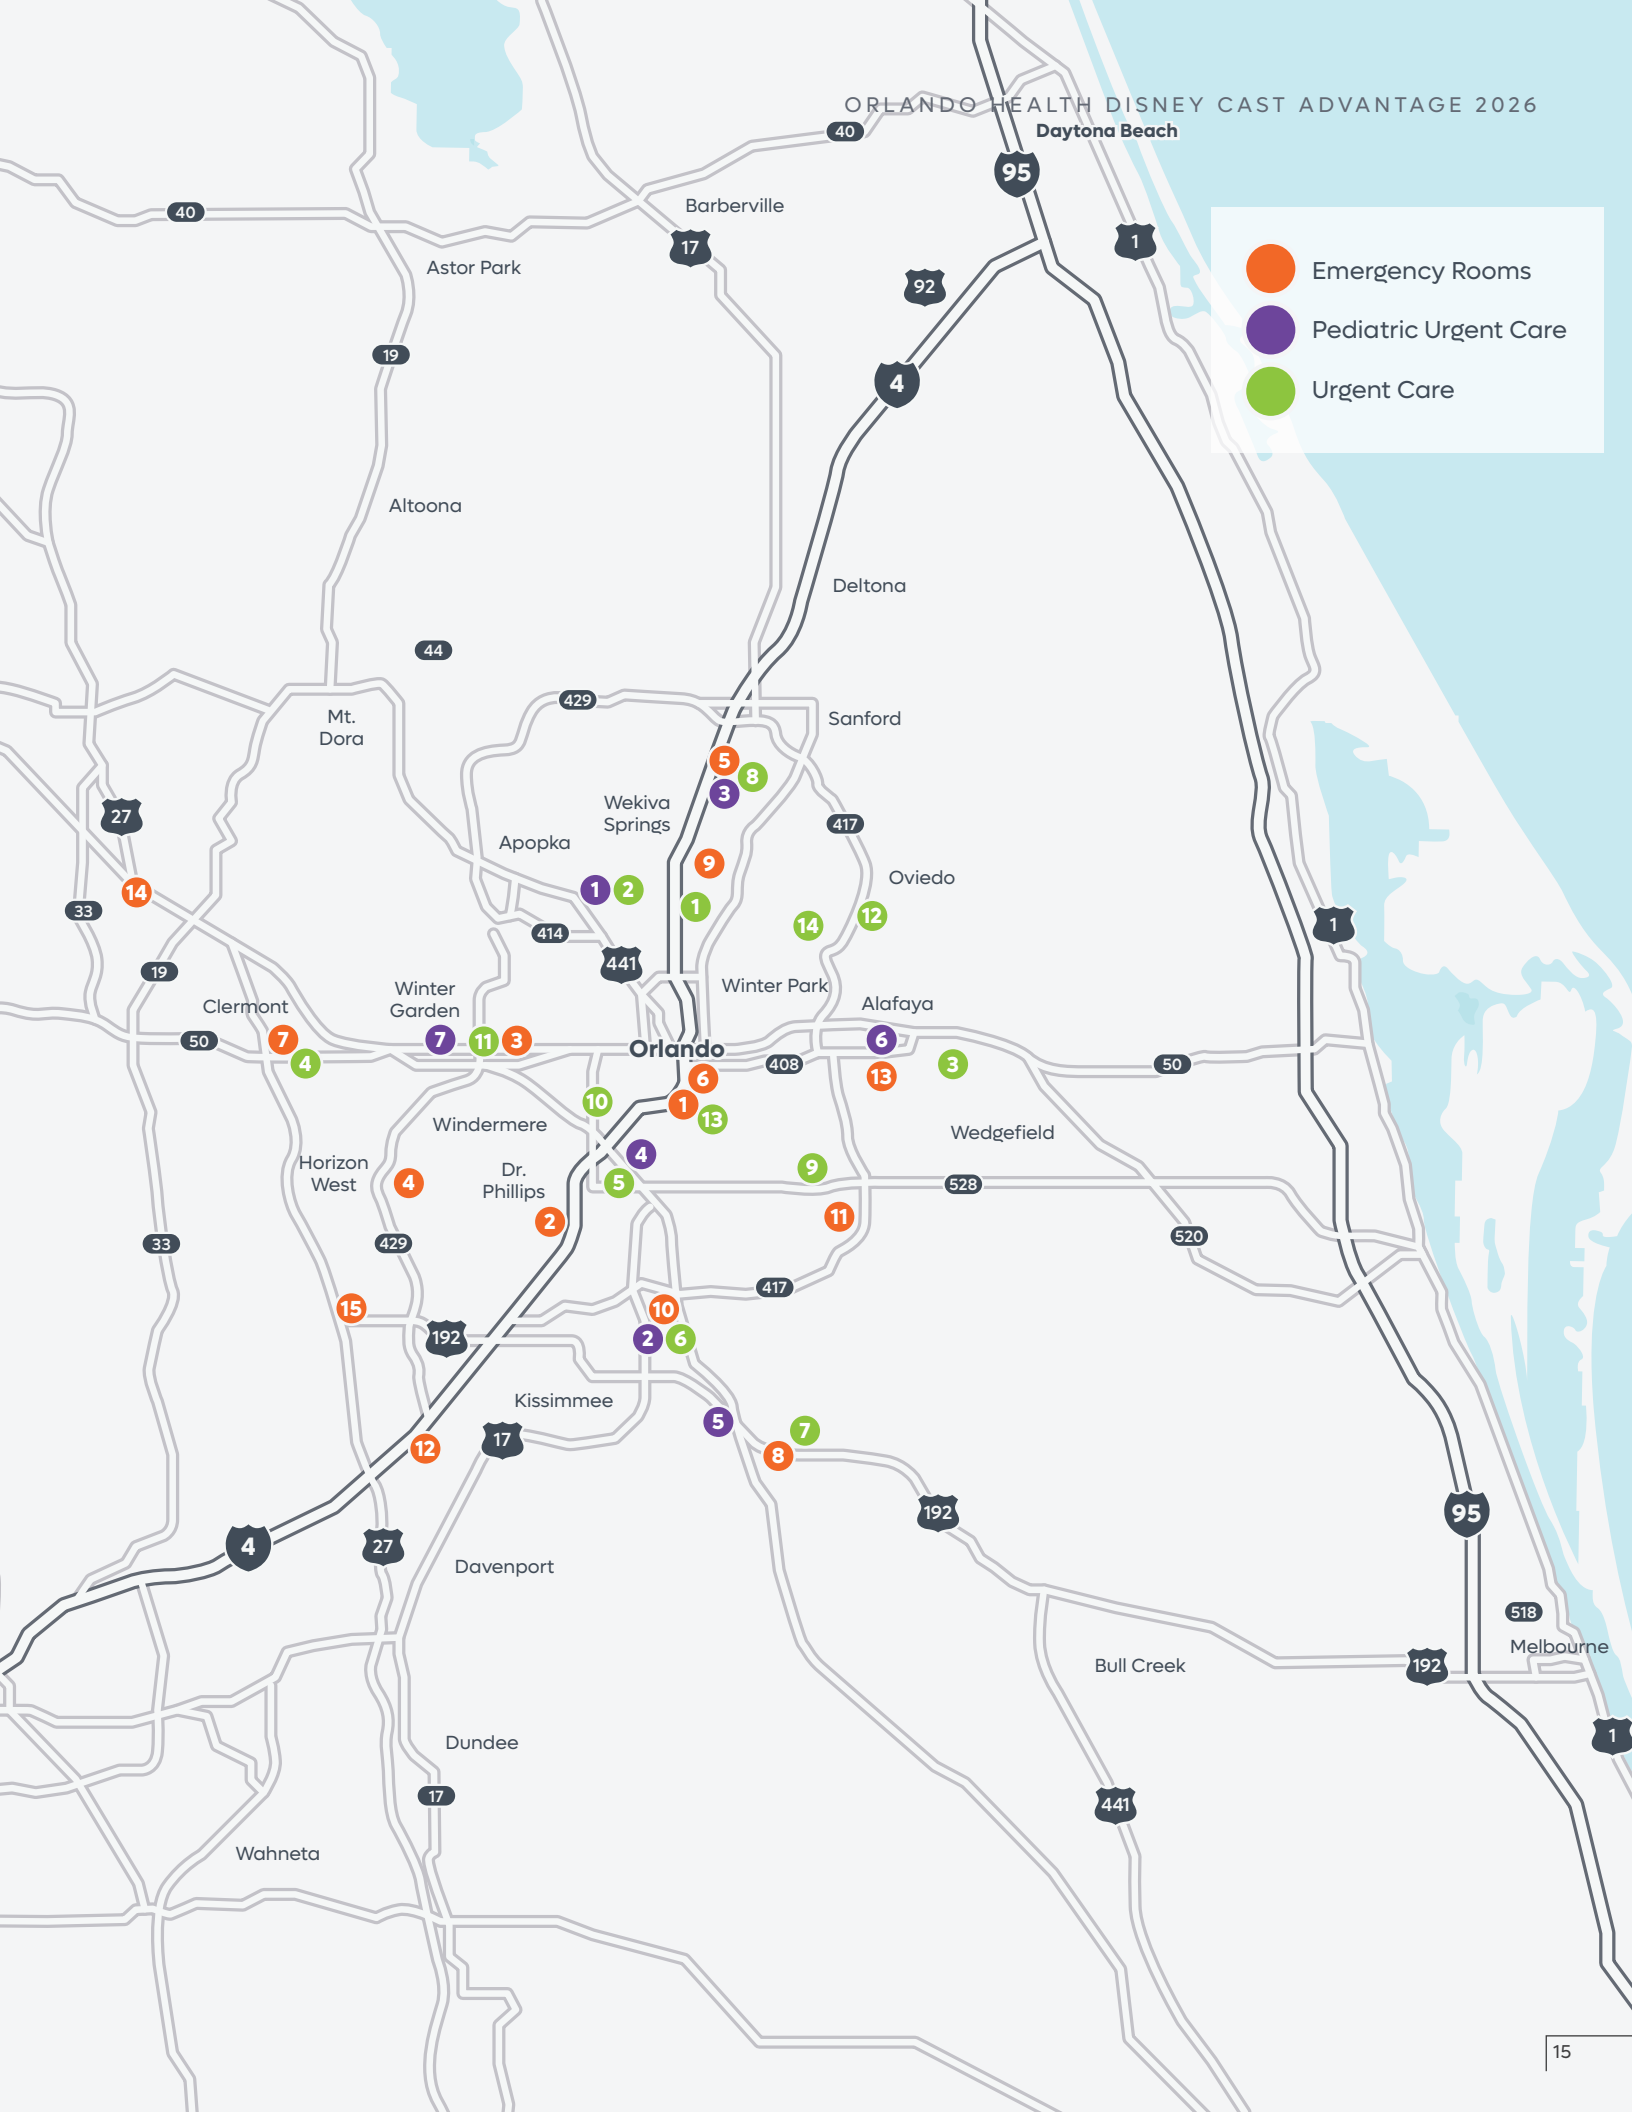 ORLANDO HEALTH DISNEY CAST ADVANTAGE 2026
40
Daytona Beach
95
40
Barberville
17
1
Astor Park
92
Emergency Rooms
Pediatric Urgent Care
Urgent Care
19
4
Altoona
Deltona
44
429
Mt.
Dora
Sanford
5
8
3
27
Wekiva
Springs
417
Apopka
9
Oviedo
14
1
2
1
33
12
14
1
414
441
19
Winter
Garden
Winter Park
Clermont
Alafaya
50
7
4
7
11
3
Orlando
408
6
3
50
6
13
10
1
13
Windermere
Wedgefield
4
Horizon
West
4
Dr.
Phillips
5
9
528
2
11
33
429
520
417
15
10
192
2
6
Kissimmee
5
7
17
12
8
192
95
4
27
Davenport
518
Melbourne
Bull Creek
192
Dundee
1
17
441
Wahneta
15